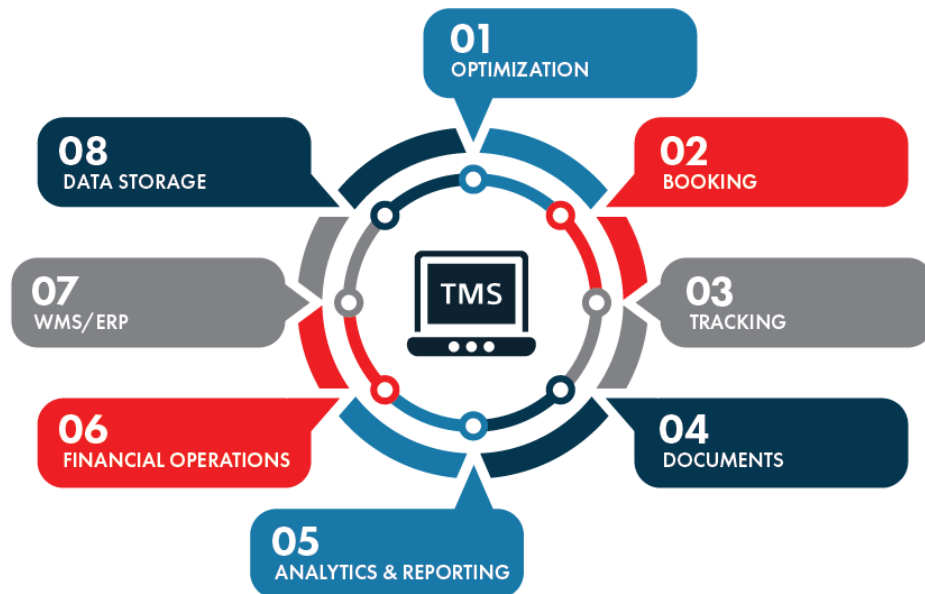 01
OPTIMIZATION
02
BOOKING
03
TRACKING
04
DOCUMENTS
05
ANALYTICS & REPORTING
06
FINANCIAL OPERATIONS
07
WMS/ERP
08
DATA STORAGE
TMS